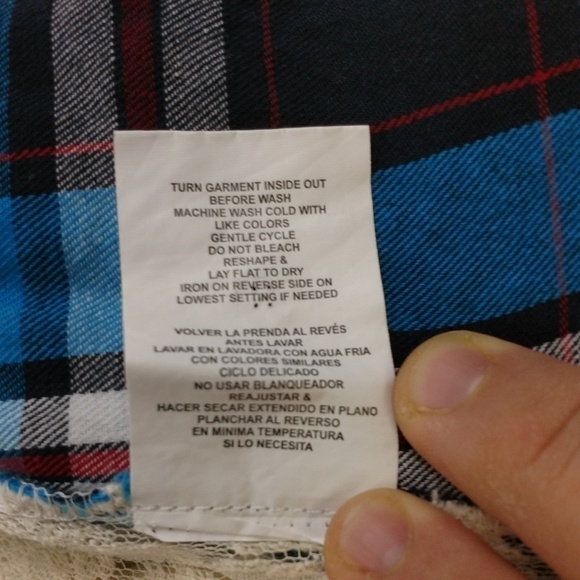 TURN GARMENT INSIDE OUT
BEFORE WASH
MACHINE WASH COLD WITH
LIKE COLORS
GENTLE CYCLE
DO NOT BLEACH
RESHAPE &
LAY FLAT TO DRY
IRON ON REVERSE SIDE ON
LOWEST SETTING IF NEEDED
VOLVER LA PRENDA AL REVÉS
ANTES LAVAR
LAVAR EN LAVADORA CON AGUA FRIA
CON COLORES SIMILARES
CICLO DELICADO
NO USAR BLANQUEADOR
REAJUSTAR &
HACER SECAR EXTENDIDO EN PLANO
PLANCHAR AL REVERSO
EN MINIMA TEMPERATURA
SI LO NECESITA